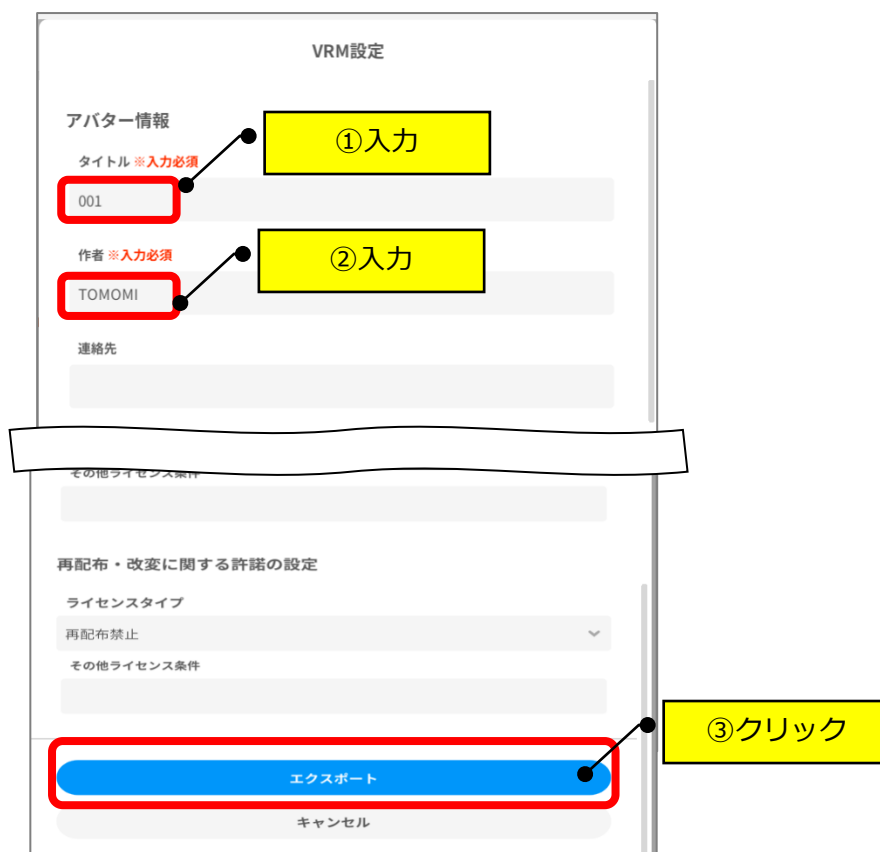 VRM設定
アバター情報
①入力
タイトル ※入力必須
001
作者 ※入力必須
②入力
TOMOMI
連絡先
その他ライセンス条件
再配布・改変に関する許諾の設定
ライセンスタイプ
再配布禁止
その他ライセンス条件
③クリック
エクスポート
キャンセル